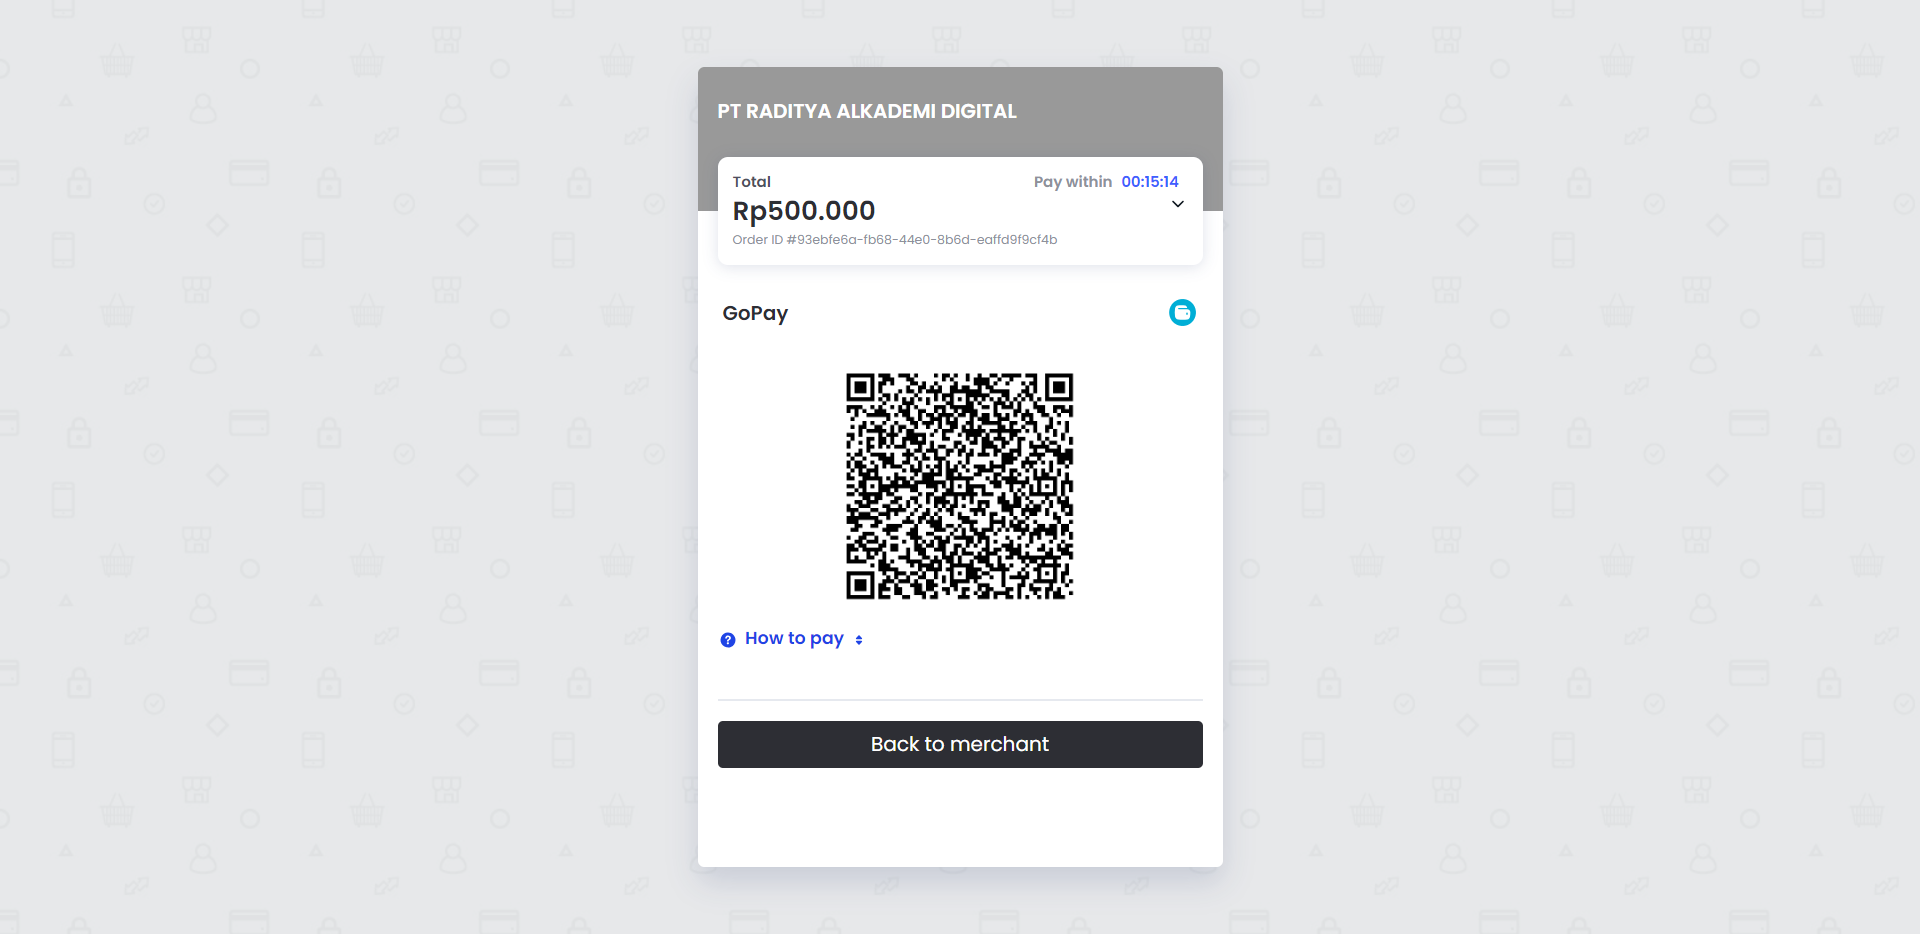 PT RADITYA ALKADEMI DIGITAL
Total
Pay within 00:15:14
Rp500.000
Order ID #93ebfe6a-fb68-44e0-8b6d-eaffd9f9cf4b
GoPay
How to pay
Back to merchant